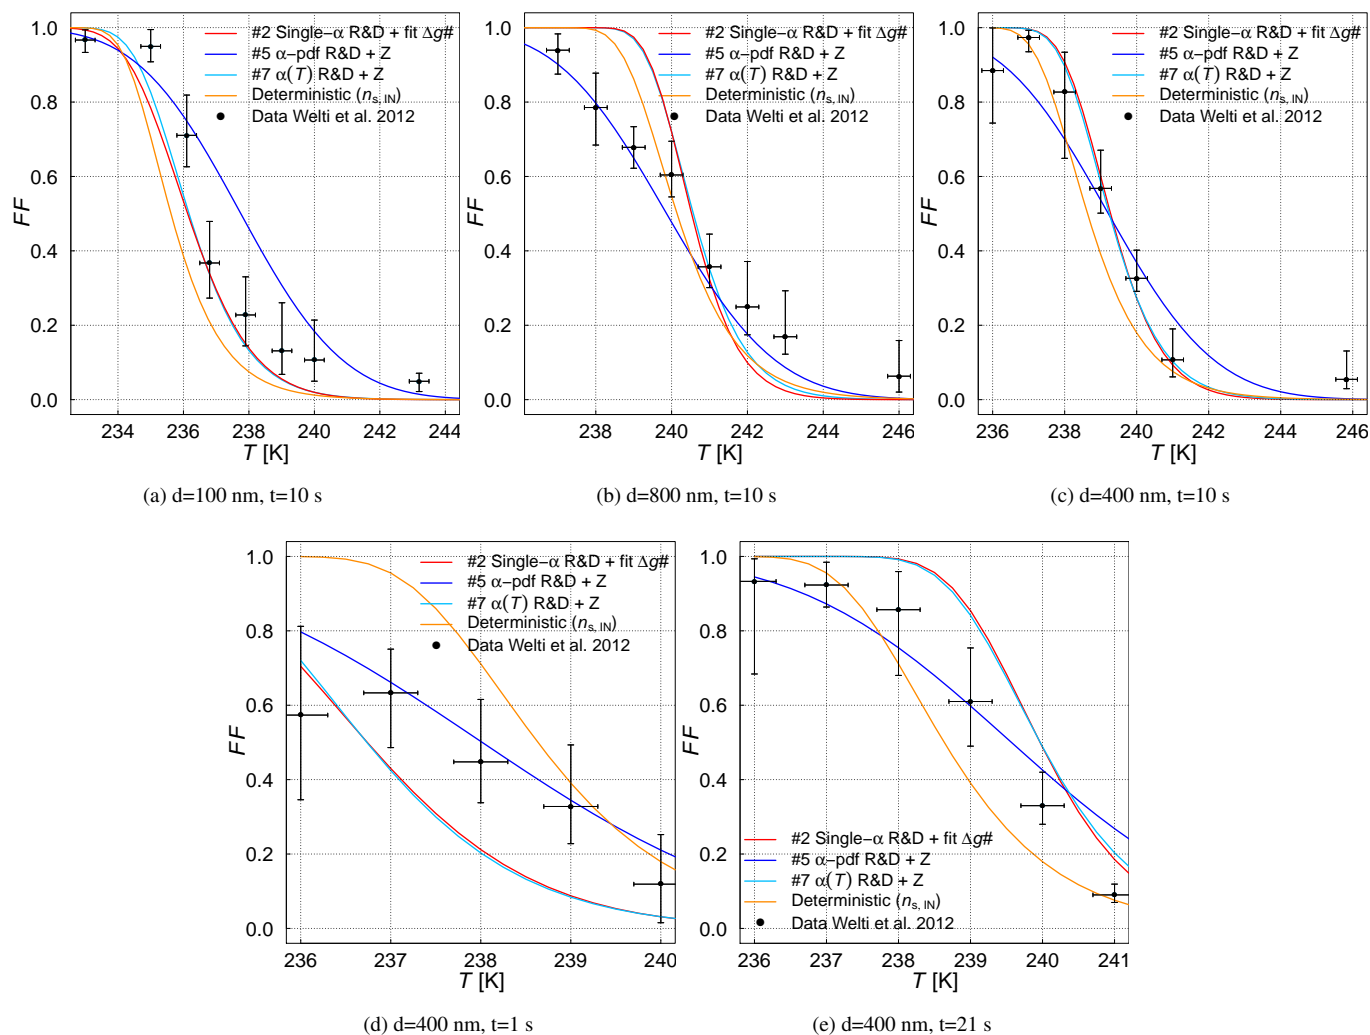 #2 Single−α R&D + fit Δg#
#5 α−pdf R&D + Z
#7 α(T) R&D + Z
Deterministic (ns, IN)
Data Welti et al. 2012
1.0
0.8
0.6
0.4
0.2
0.0
FF
234 236 238 240 242 244
T [K]
(a) d=100 nm, t=10 s
#2 Single−α R&D + fit Δg#
#5 α−pdf R&D + Z
#7 α(T) R&D + Z
Deterministic (ns, IN)
Data Welti et al. 2012
1.0
0.8
0.6
0.4
0.2
0.0
FF
238 240 242 244 246
T [K]
(b) d=800 nm, t=10 s
#2 Single−α R&D + fit Δg#
#5 α−pdf R&D + Z
#7 α(T) R&D + Z
Deterministic (ns, IN)
Data Welti et al. 2012
1.0
0.8
0.6
0.4
0.2
0.0
FF
236 238 240 242 244 246
T [K]
(c) d=400 nm, t=10 s
#2 Single−α R&D + fit Δg#
#5 α−pdf R&D + Z
#7 α(T) R&D + Z
Deterministic (ns, IN)
Data Welti et al. 2012
1.0
0.8
0.6
0.4
0.2
0.0
FF
236 237 238 239 240
T [K]
(d) d=400 nm, t=1 s
1.0
0.8
0.6
0.4
0.2
0.0
FF
#2 Single−α R&D + fit Δg#
#5 α−pdf R&D + Z
#7 α(T) R&D + Z
Deterministic (ns, IN)
Data Welti et al. 2012
236 237 238 239 240 241
T [K]
(e) d=400 nm, t=21 s